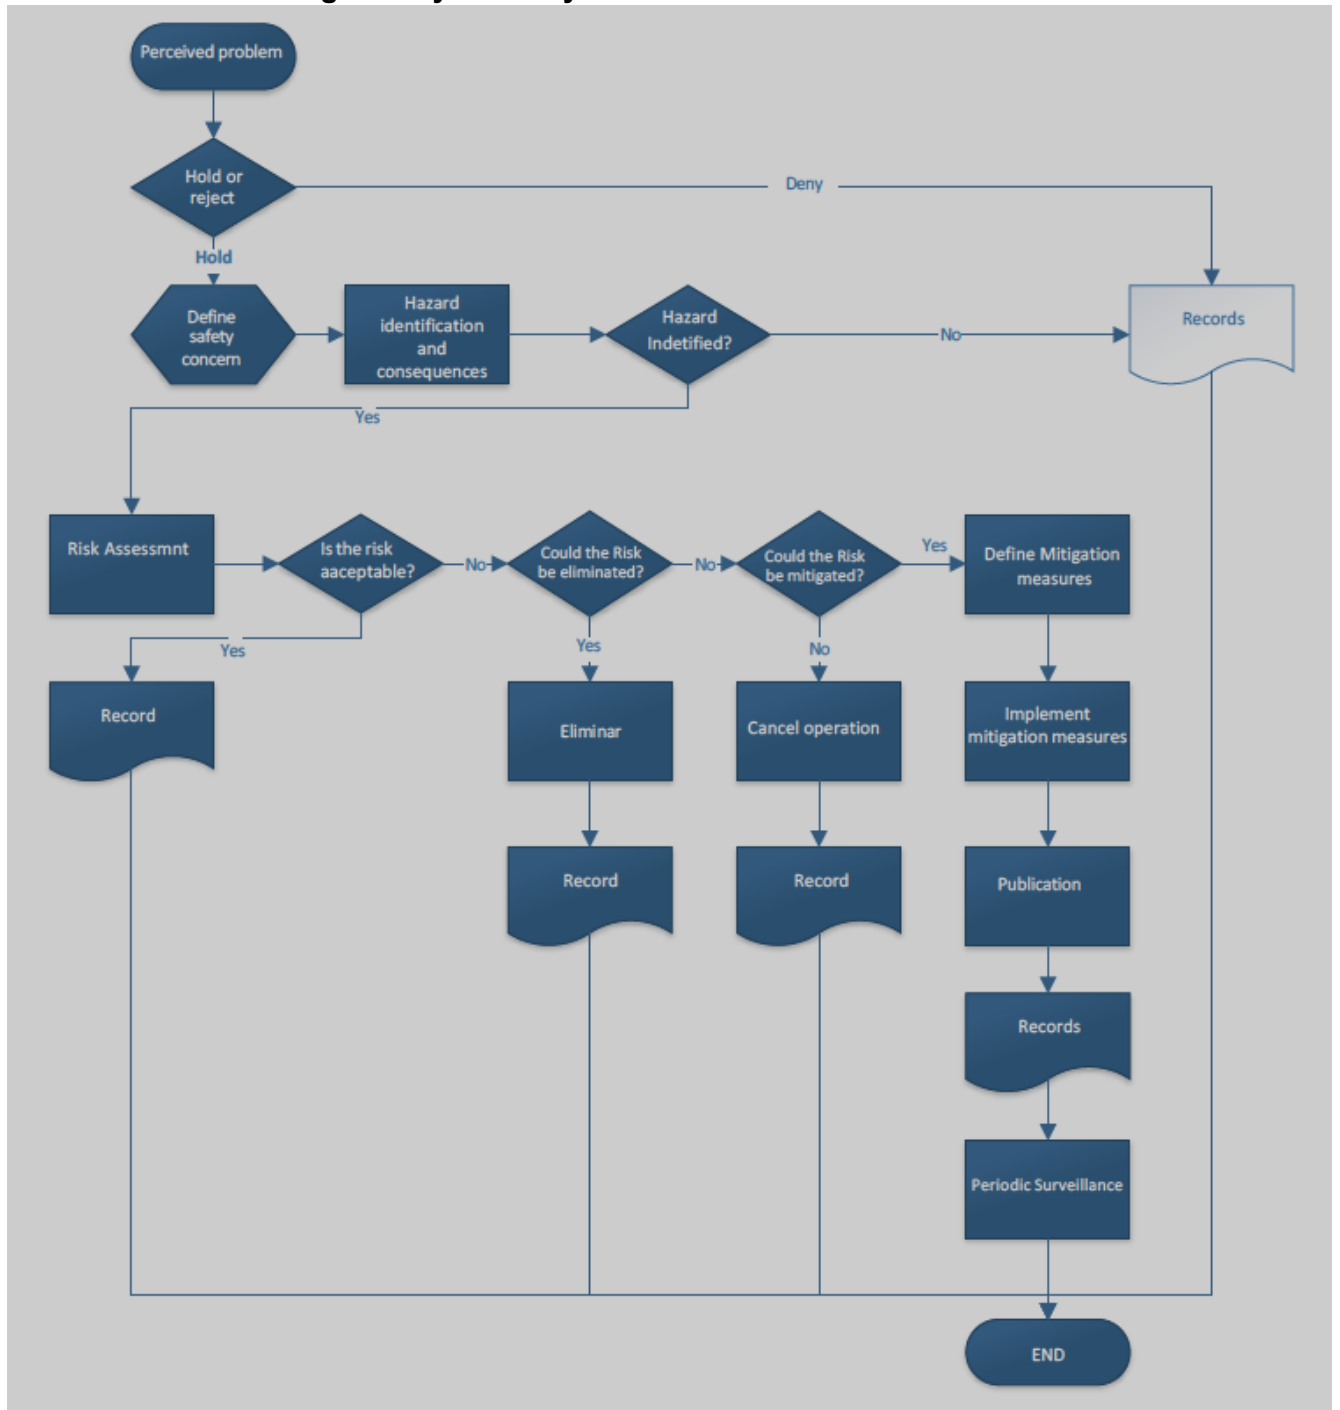 Perceived problem
Hold or
reject
Deny
Hold
Define
safety
concern
Hazard
identification
and
consequences
Hazard
Indetified?
No
Records
Yes
Risk Assessmnt
Is the risk
aaceptable?
No
Could the Risk
be eliminated?
No
Could the Risk
be mitigated?
Yes
Define Mitigation
measures
Yes
Yes
No
Record
Eliminar
Cancel operation
Implement
mitigation measures
Record
Record
Publication
Records
Periodic Surveillance
END